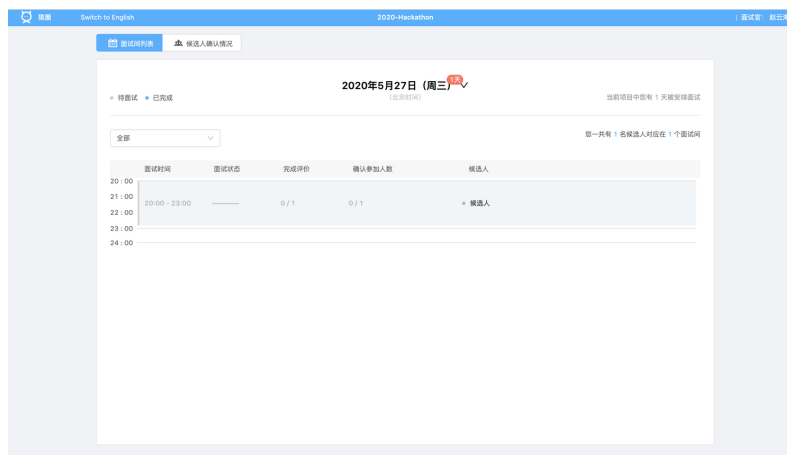 猿圈 Switch to English 2020-Hackathon ( 面试官: 赵云
面试间列表 候选人确认情况
2020年5月27日(周三) 1天
(北京时间)
待面试 已完成 当前项目中您有 1 天被安排面试
全部 您一共有 1 名候选人对应在 1 个面试间
面试时间 面试状态 完成评价 确认参加人数 候选人
20 : 00
21 : 00
20:00 - 23:00 0 / 1 0 / 1 候选人
22 : 00
23 : 00
24 : 00